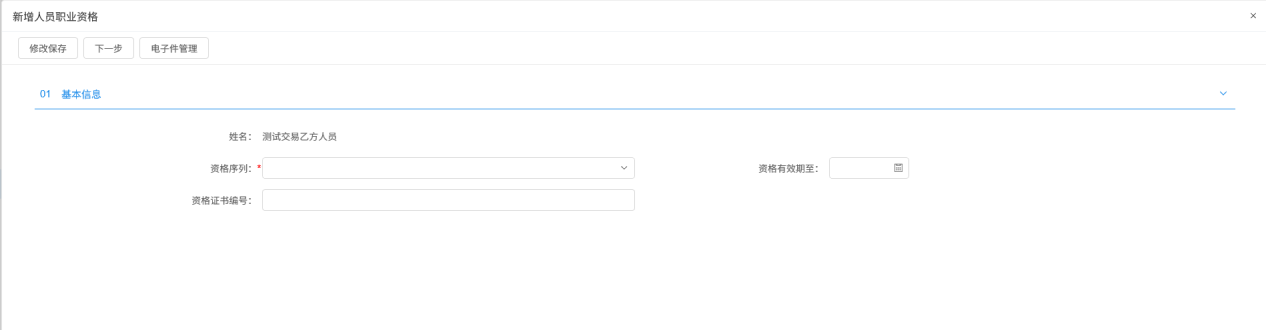 新增人员职业资格 ×
修改保存 下一步 电子件管理
01 基本信息
姓名： 测试交易乙方人员
资格序列：* 资格有效期至：
资格证书编号：